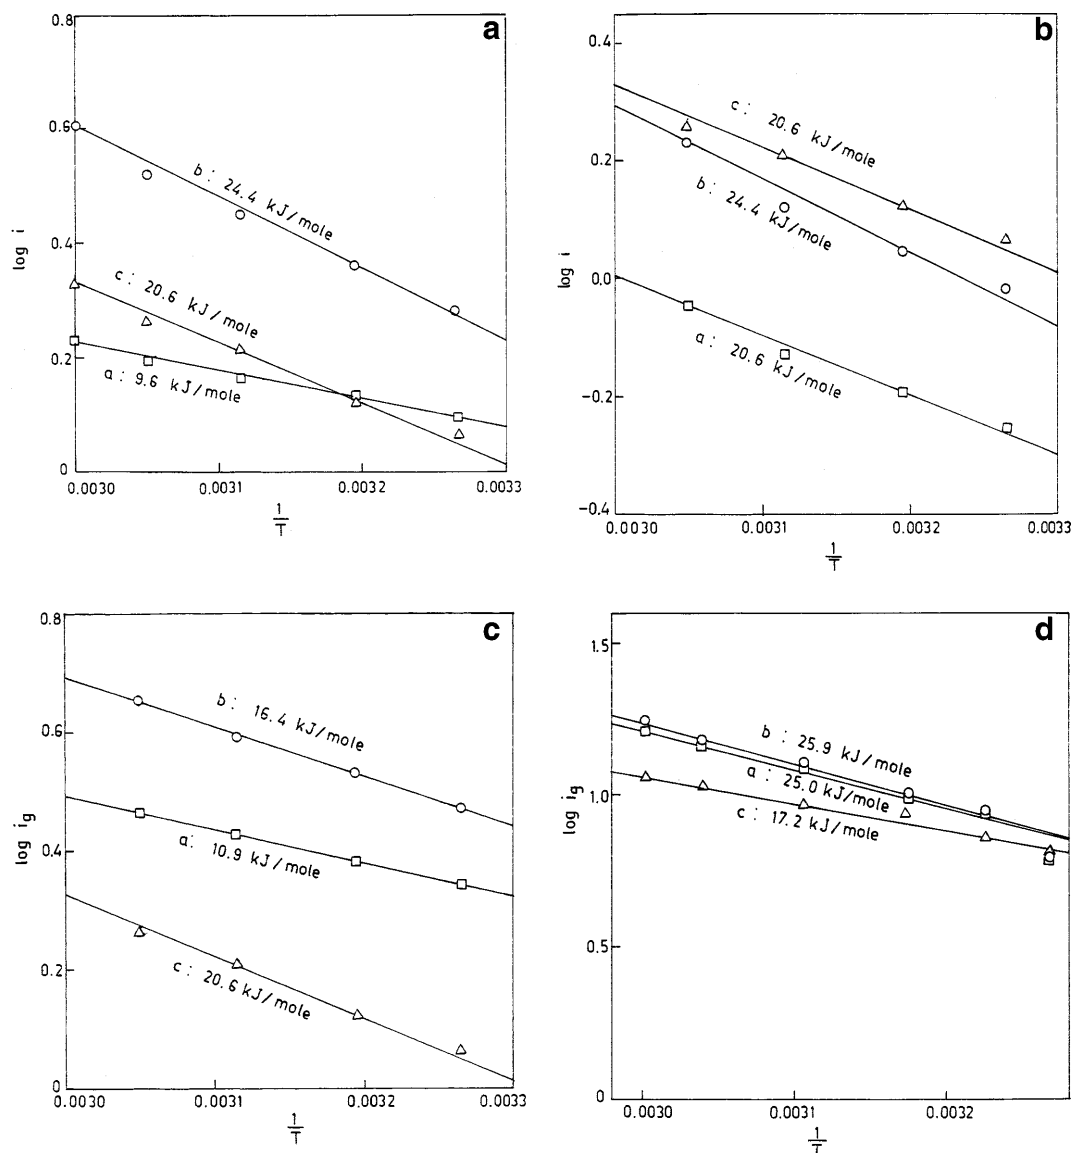 a
0.8
0.6
0.4
0.2
0
log i
b : 24.4 kJ/mole
c : 20.6 kJ/mole
a : 9.6 kJ/mole
0.0030 0.0031 0.0032 0.0033
1
T
b
0.4
0.2
0.0
-0.2
-0.4
log i
c : 20.6 kJ/mole
b : 24.4 kJ/mole
a : 20.6 kJ/mole
0.0030 0.0031 0.0032 0.0033
1
T
c
0.8
0.6
0.4
0.2
0
log ig
b : 16.4 kJ/mole
a: 10.9 kJ/mole
c : 20.6 kJ/mole
0.0030 0.0031 0.0032 0.0033
1
T
d
1.5
1.0
0.5
0
log ig
b : 25.9 kJ/mole
a : 25.0 kJ/mole
c : 17.2 kJ/mole
0.0030 0.0031 0.0032
1
T